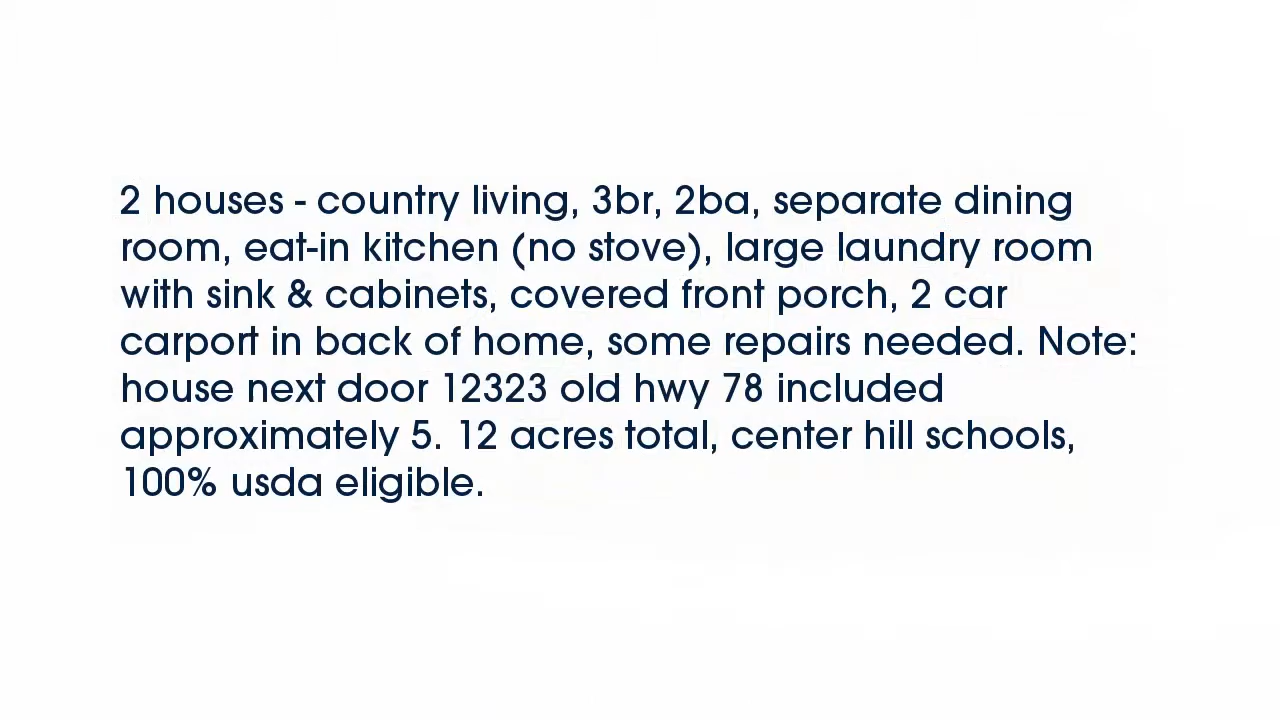 2 houses - country living, 3br, 2ba, separate dining
room, eat-in kitchen (no stove), large laundry room
with sink & cabinets, covered front porch, 2 car
carport in back of home, some repairs needed. Note:
house next door 12323 old hwy 78 included
approximately 5. 12 acres total, center hill schools,
100% usda eligible.